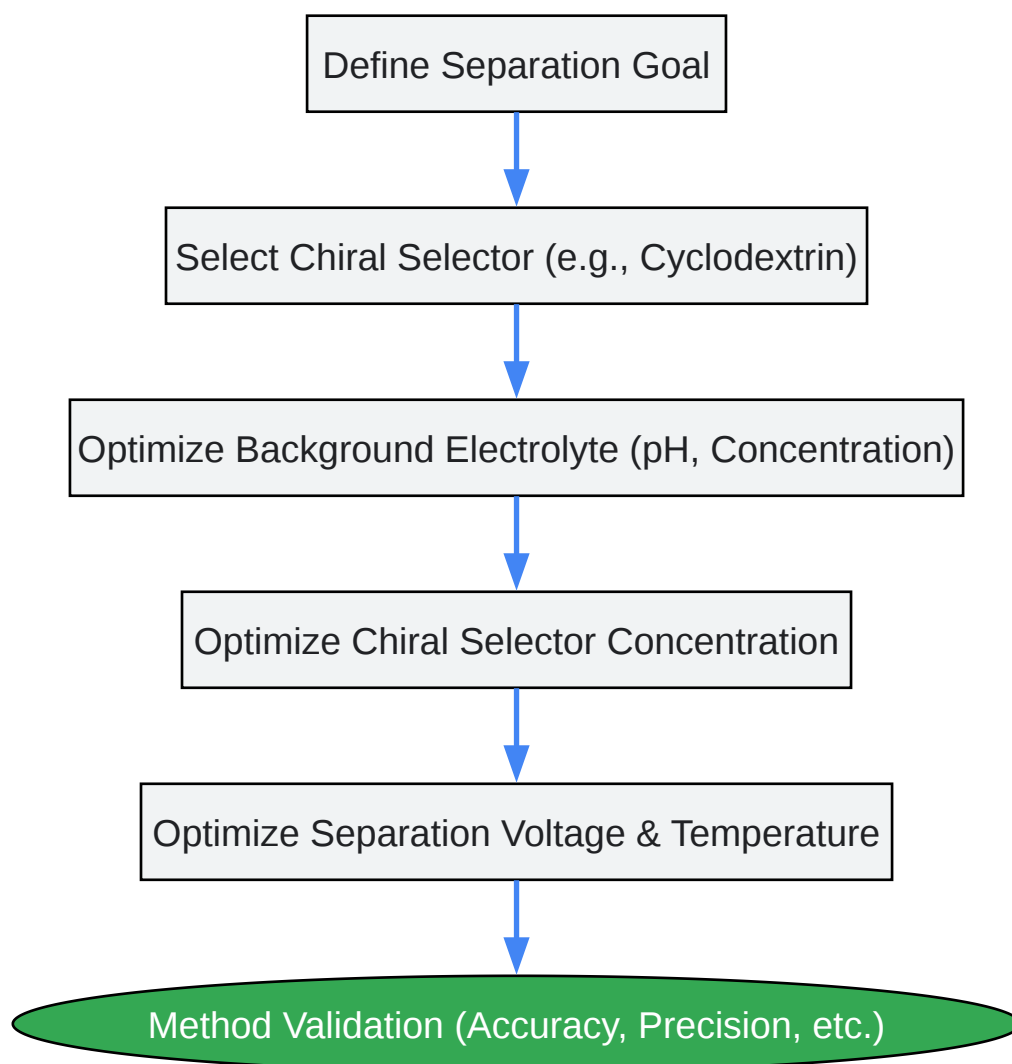 Define Separation Goal
Select Chiral Selector (e.g., Cyclodextrin)
Optimize Background Electrolyte (pH, Concentration)
Optimize Chiral Selector Concentration
Optimize Separation Voltage & Temperature
Method Validation (Accuracy, Precision, etc.)